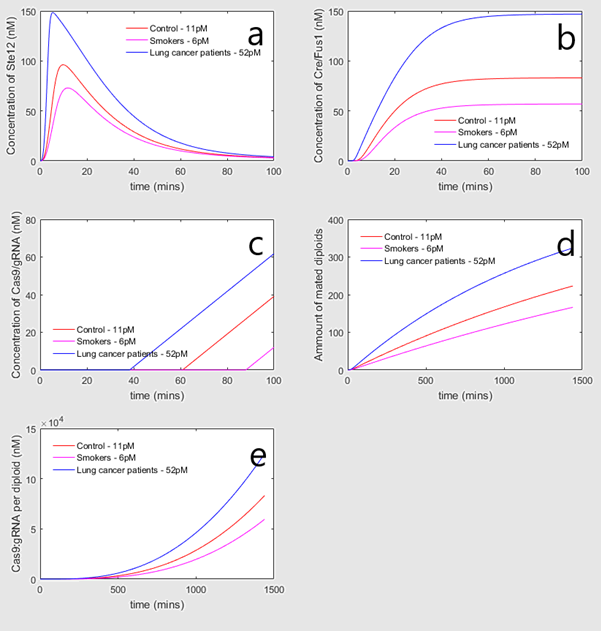 a
Control - 11pM
Smokers - 6pM
Lung cancer patients - 52pM
Concentration of Ste12 (nM)
150
100
50
0
0 20 40 60 80 100
time (mins)
b
Control - 11pM
Smokers - 6pM
Lung cancer patients - 52pM
Concentration of Cre/Fus1 (nM)
150
100
50
0
0 20 40 60 80 100
time (mins)
c
Control - 11pM
Smokers - 6pM
Lung cancer patients - 52pM
Concentration of Cas9/gRNA (nM)
80
60
40
20
0
0 20 40 60 80 100
time (mins)
d
Control - 11pM
Smokers - 6pM
Lung cancer patients - 52pM
Ammount of mated diploids
400
300
200
100
0
0 500 1000 1500
time (mins)
e
Control - 11pM
Smokers - 6pM
Lung cancer patients - 52pM
Cas9:gRNA per diploid (nM)
× 10⁴
15
10
5
0
0 500 1000 1500
time (mins)